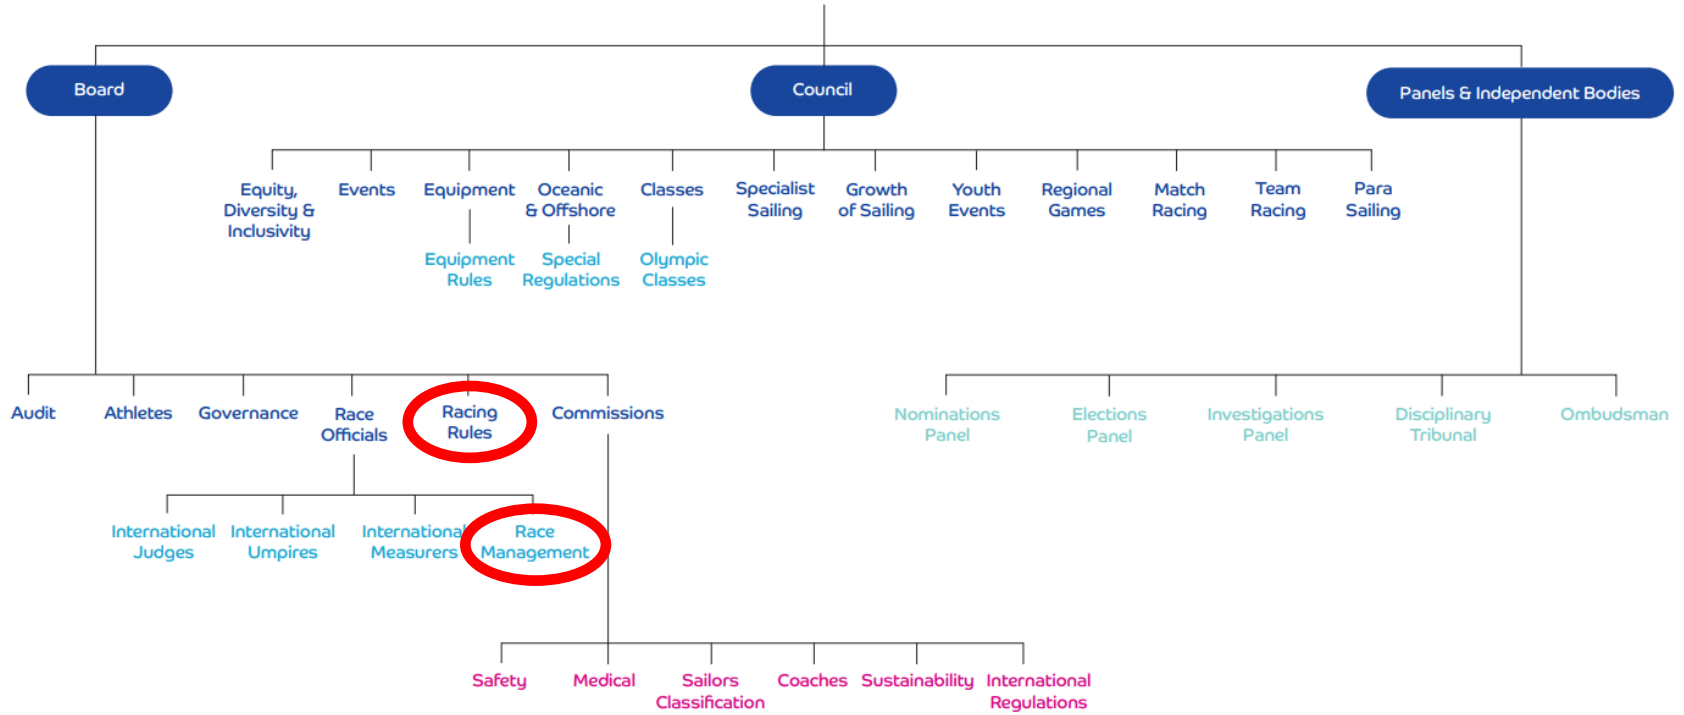 Board
Council
Panels & Independent Bodies
Equity,
Diversity &
Inclusivity
Events
Equipment
Oceanic
& Offshore
Classes
Specialist
Sailing
Growth
of Sailing
Youth
Events
Regional
Games
Match
Racing
Team
Racing
Para
Sailing
Equipment
Rules
Special
Regulations
Olympic
Classes
Audit
Athletes
Governance
Race
Officials
Racing
Rules
Commissions
Nominations
Panel
Elections
Panel
Investigations
Panel
Disciplinary
Tribunal
Ombudsman
International
Judges
International
Umpires
International
Measurers
Race
Management
Safety
Medical
Sailors
Classification
Coaches
Sustainability
International
Regulations